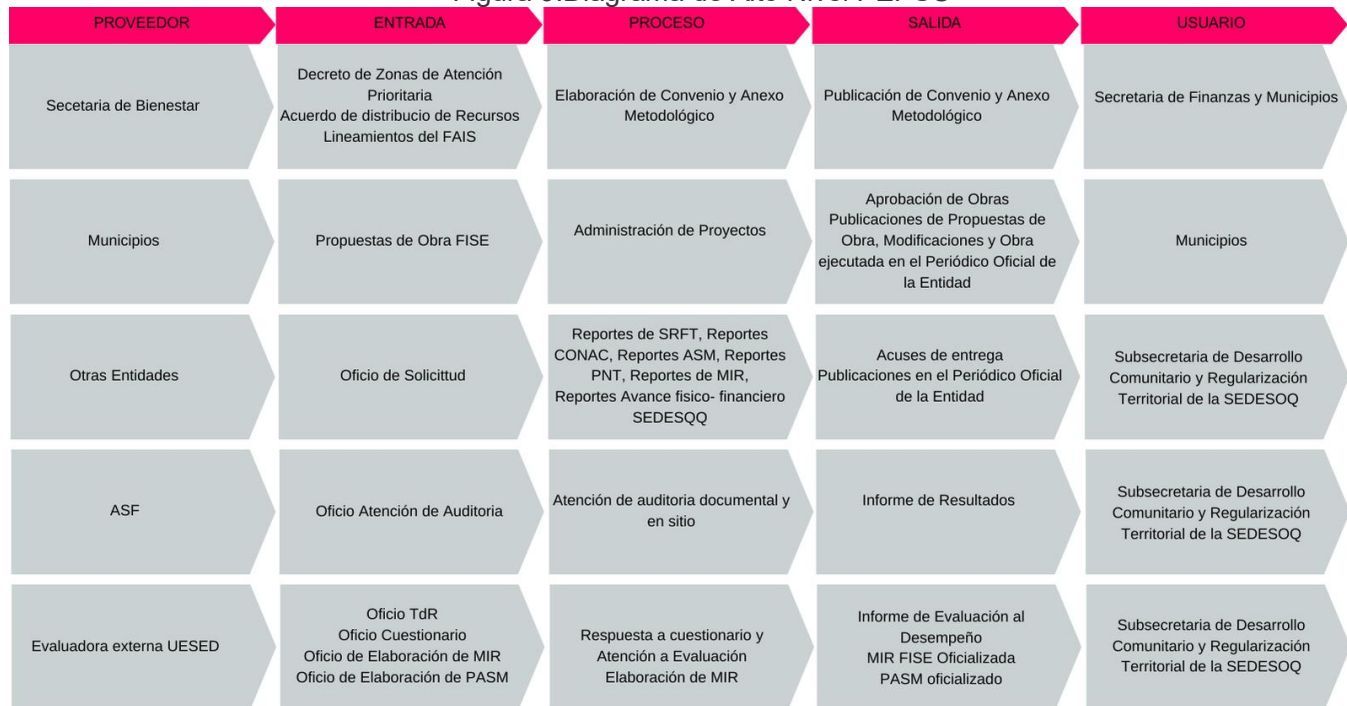 Figura 5.Diagrama de Alto Nivel PEPSU
PROVEEDOR
ENTRADA
PROCESO
SALIDA
USUARIO
Secetaria de Bienestar
Decreto de Zonas de Atención
Prioritaria
Acuerdo de distribucio de Recursos
Lineamientos del FAIS
Elaboración de Convenio y Anexo
Metodológico
Publicación de Convenio y Anexo
Metodológico
Secretaria de Finanzas y Municipios
Municipios
Propuestas de Obra FISE
Administración de Proyectos
Aprobación de Obras
Publicaciones de Propuestas de
Obra, Modificaciones y Obra
ejecutada en el Periódico Oficial de
la Entidad
Municipios
Otras Entidades
Oficio de Solicittud
Reportes de SRFT, Reportes
CONAC, Reportes ASM, Reportes
PNT, Reportes de MIR,
Reportes Avance fisico- financiero
SEDESQQ
Acuses de entrega
Publicaciones en el Periódico Oficial
de la Entidad
Subsecretaria de Desarrollo
Comunitario y Regularización
Territorial de la SEDESOQ
ASF
Oficio Atención de Auditoria
Atención de auditoria documental y
en sitio
Informe de Resultados
Subsecretaria de Desarrollo
Comunitario y Regularización
Territorial de la SEDESOQ
Evaluadora externa UESED
Oficio TdR
Oficio Cuestionario
Oficio de Elaboración de MIR
Oficio de Elaboración de PASM
Respuesta a cuestionario y
Atención a Evaluación
Elaboración de MIR
Informe de Evaluación al
Desempeño
MIR FISE Oficializada
PASM oficializado
Subsecretaria de Desarrollo
Comunitario y Regularización
Territorial de la SEDESOQ